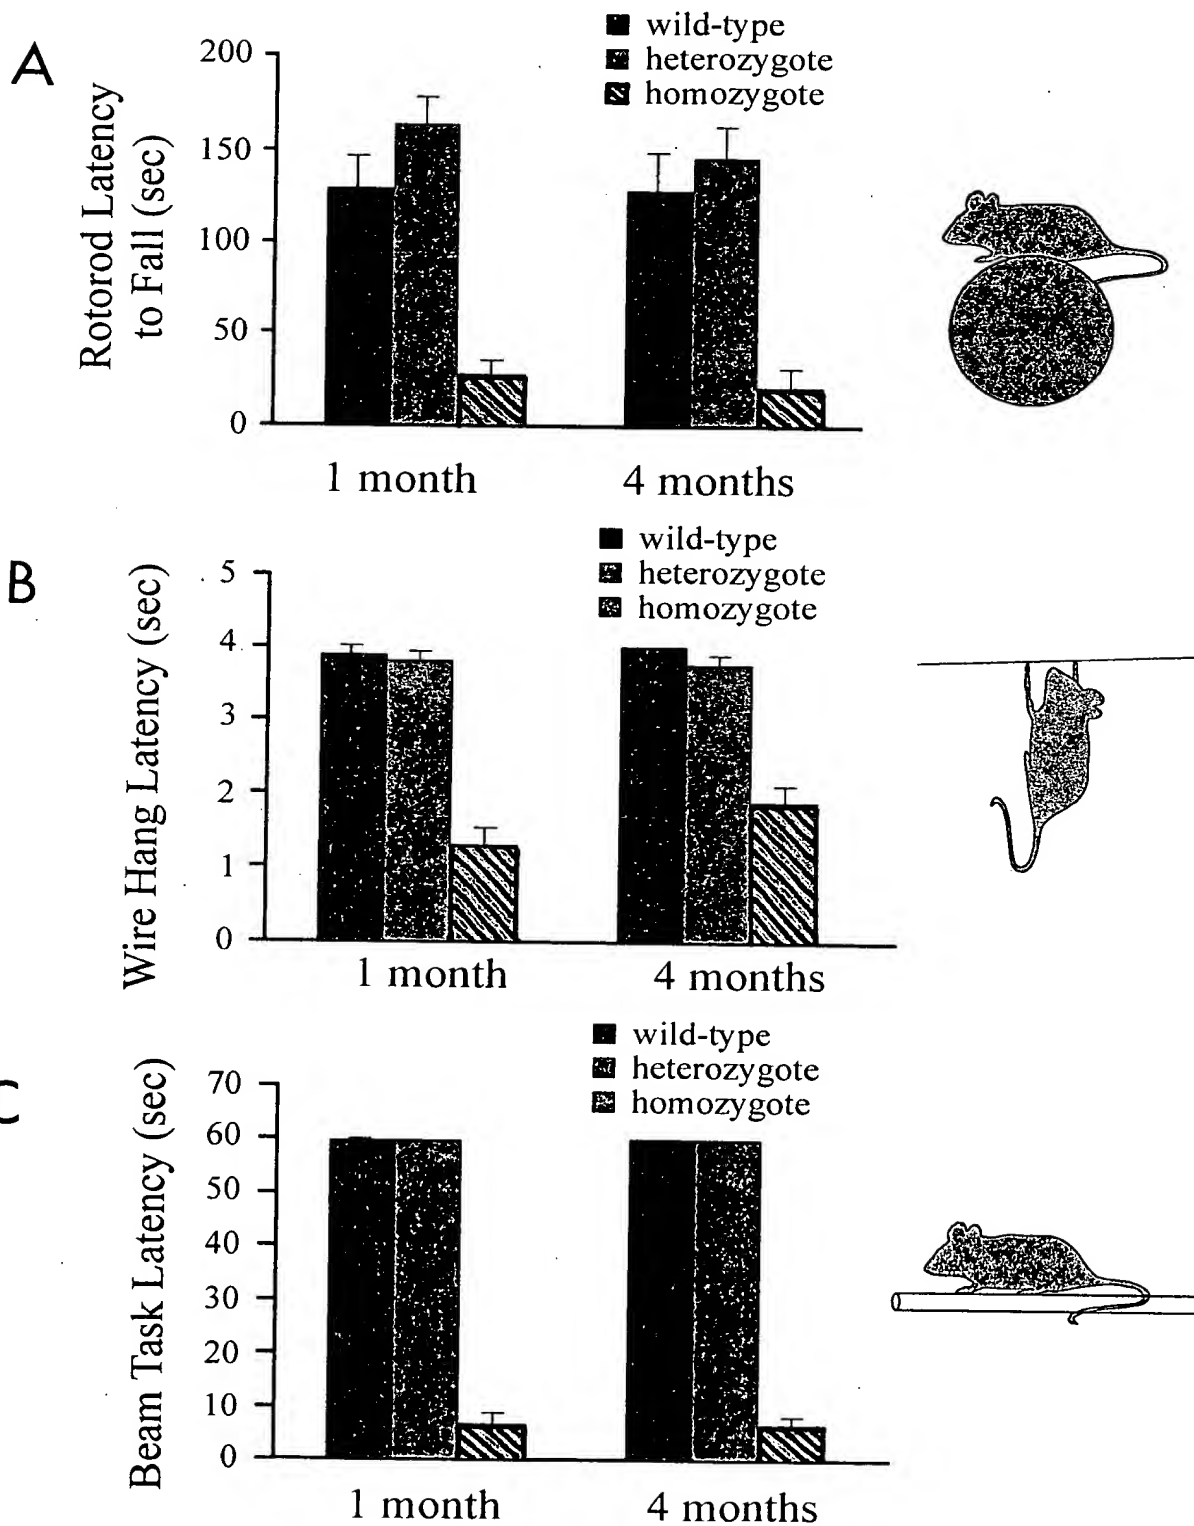 A
wild-type
heterozygote
homozygote
Rotorod Latency
to Fall (sec)
200
150
100
50
0
1 month
4 months
B
wild-type
heterozygote
homozygote
Wire Hang Latency (sec)
5
4
3
2
1
0
1 month
4 months
C
wild-type
heterozygote
homozygote
Beam Task Latency (sec)
70
60
50
40
30
20
10
0
1 month
4 months